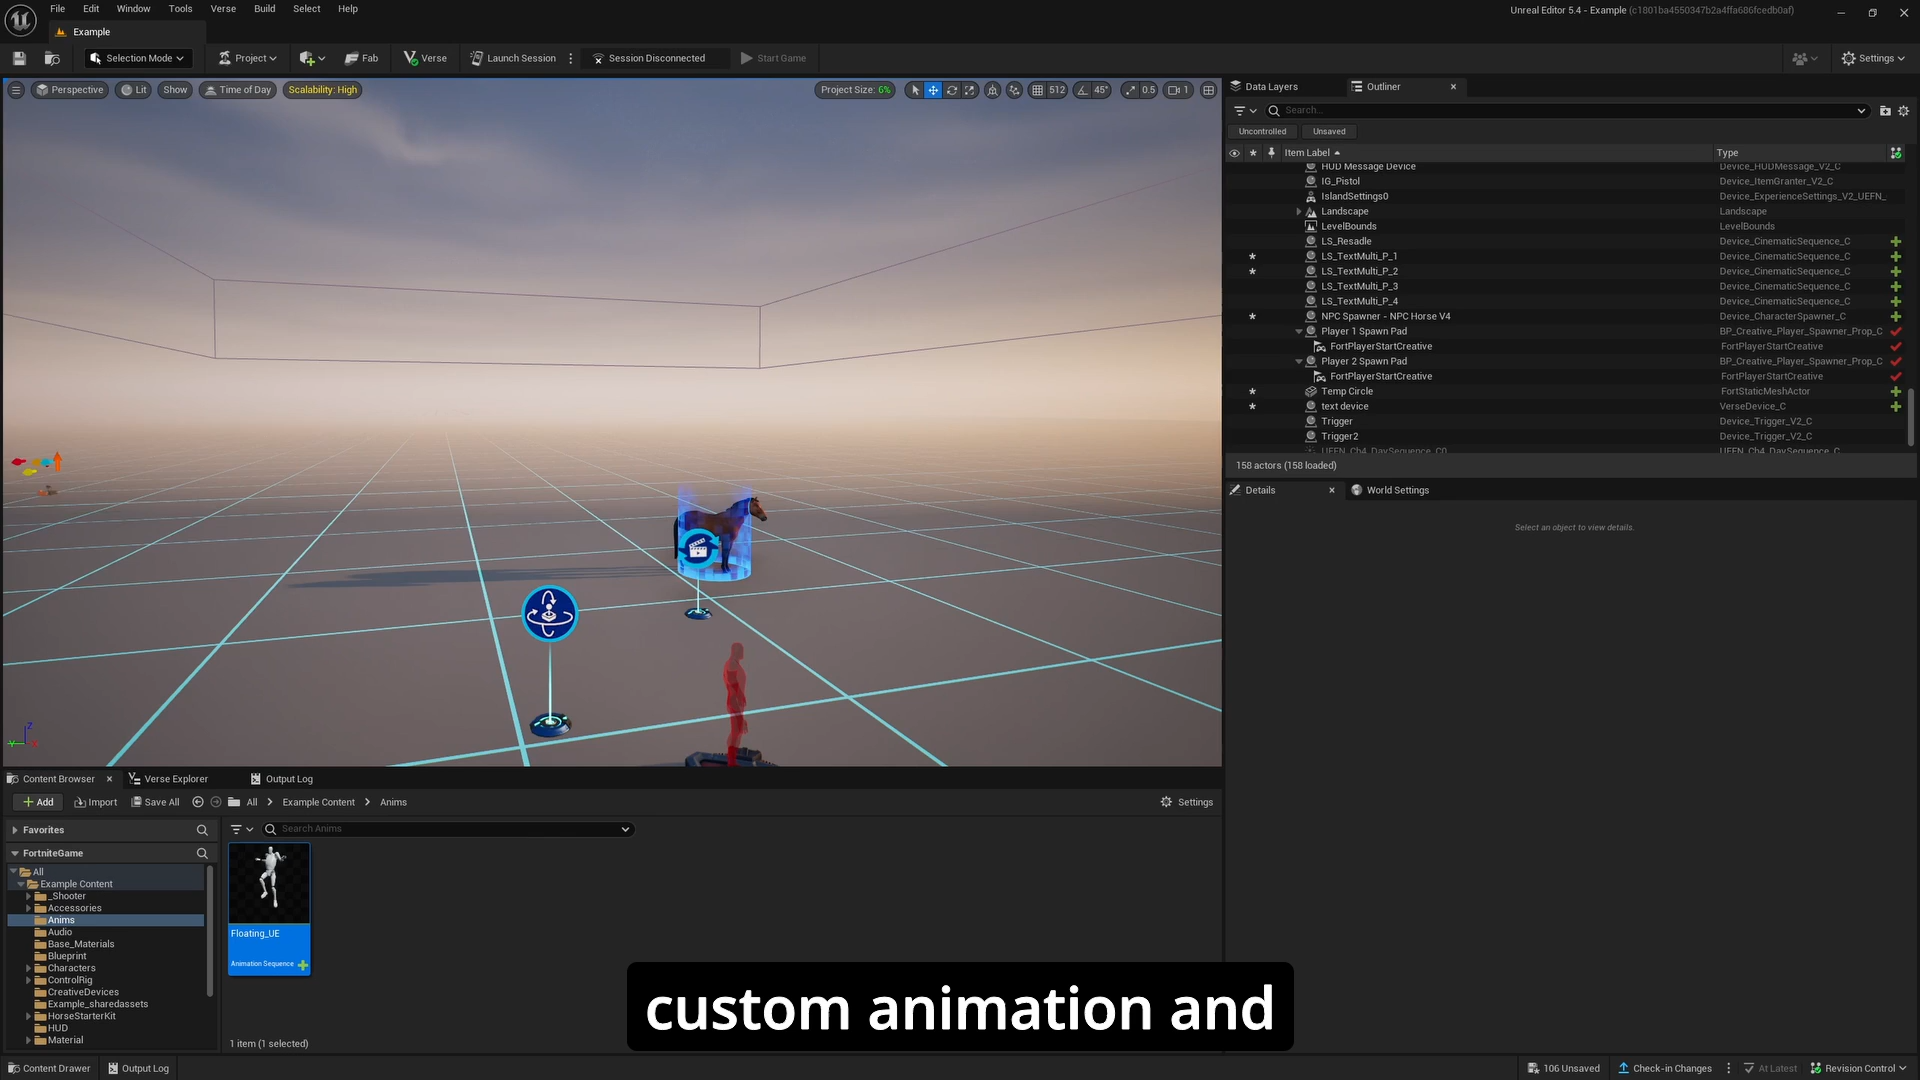 File Edit Window Tools Verse Build Select Help
Unreal Editor 5.4 - Example (c1801ba4550347b2a4ffa686fcedb0af)
Example
Selection Mode
Project
Fab
Verse
Launch Session
Session Disconnected
Start Game
Settings
Perspective
Lit
Show
Time of Day
Scalability: High
Project Size: 6%
512
45°
0.5
1
Data Layers
Outliner
Search...
Uncontrolled
Unsaved
Item Label
Type
HUD Message Device Device_HUDMessage_V2_C
IG_Pistol Device_ItemGranter_V2_C
IslandSettings0 Device_ExperienceSettings_V2_UEFN_
Landscape Landscape
LevelBounds LevelBounds
LS_Resadle Device_CinematicSequence_C
LS_TextMulti_P_1 Device_CinematicSequence_C
LS_TextMulti_P_2 Device_CinematicSequence_C
LS_TextMulti_P_3 Device_CinematicSequence_C
LS_TextMulti_P_4 Device_CinematicSequence_C
NPC Spawner - NPC Horse V4 Device_CharacterSpawner_C
Player 1 Spawn Pad BP_Creative_Player_Spawner_Prop_C
FortPlayerStartCreative FortPlayerStartCreative
Player 2 Spawn Pad BP_Creative_Player_Spawner_Prop_C
FortPlayerStartCreative FortPlayerStartCreative
Temp Circle FortStaticMeshActor
text device VerseDevice_C
Trigger Device_Trigger_V2_C
Trigger2 Device_Trigger_V2_C
UEFN_Ch4_DaySequence_C0 UEFN_Ch4_DaySequence_C
158 actors (158 loaded)
Details
World Settings
Select an object to view details.
Z
Content Browser
Verse Explorer
Output Log
Add
Import
Save All
All
Example Content
Anims
Settings
Favorites
Search Anims
FortniteGame
All
Example Content
_Shooter
Accessories
Anims
Audio
Base_Materials
Blueprint
Characters
ControlRig
CreativeDevices
Example_sharedassets
HorseStarterKit
HUD
Material
Floating_UE
Animation Sequence
1 item (1 selected)
custom animation and
Content Drawer
Output Log
106 Unsaved
Check-in Changes
At Latest
Revision Control